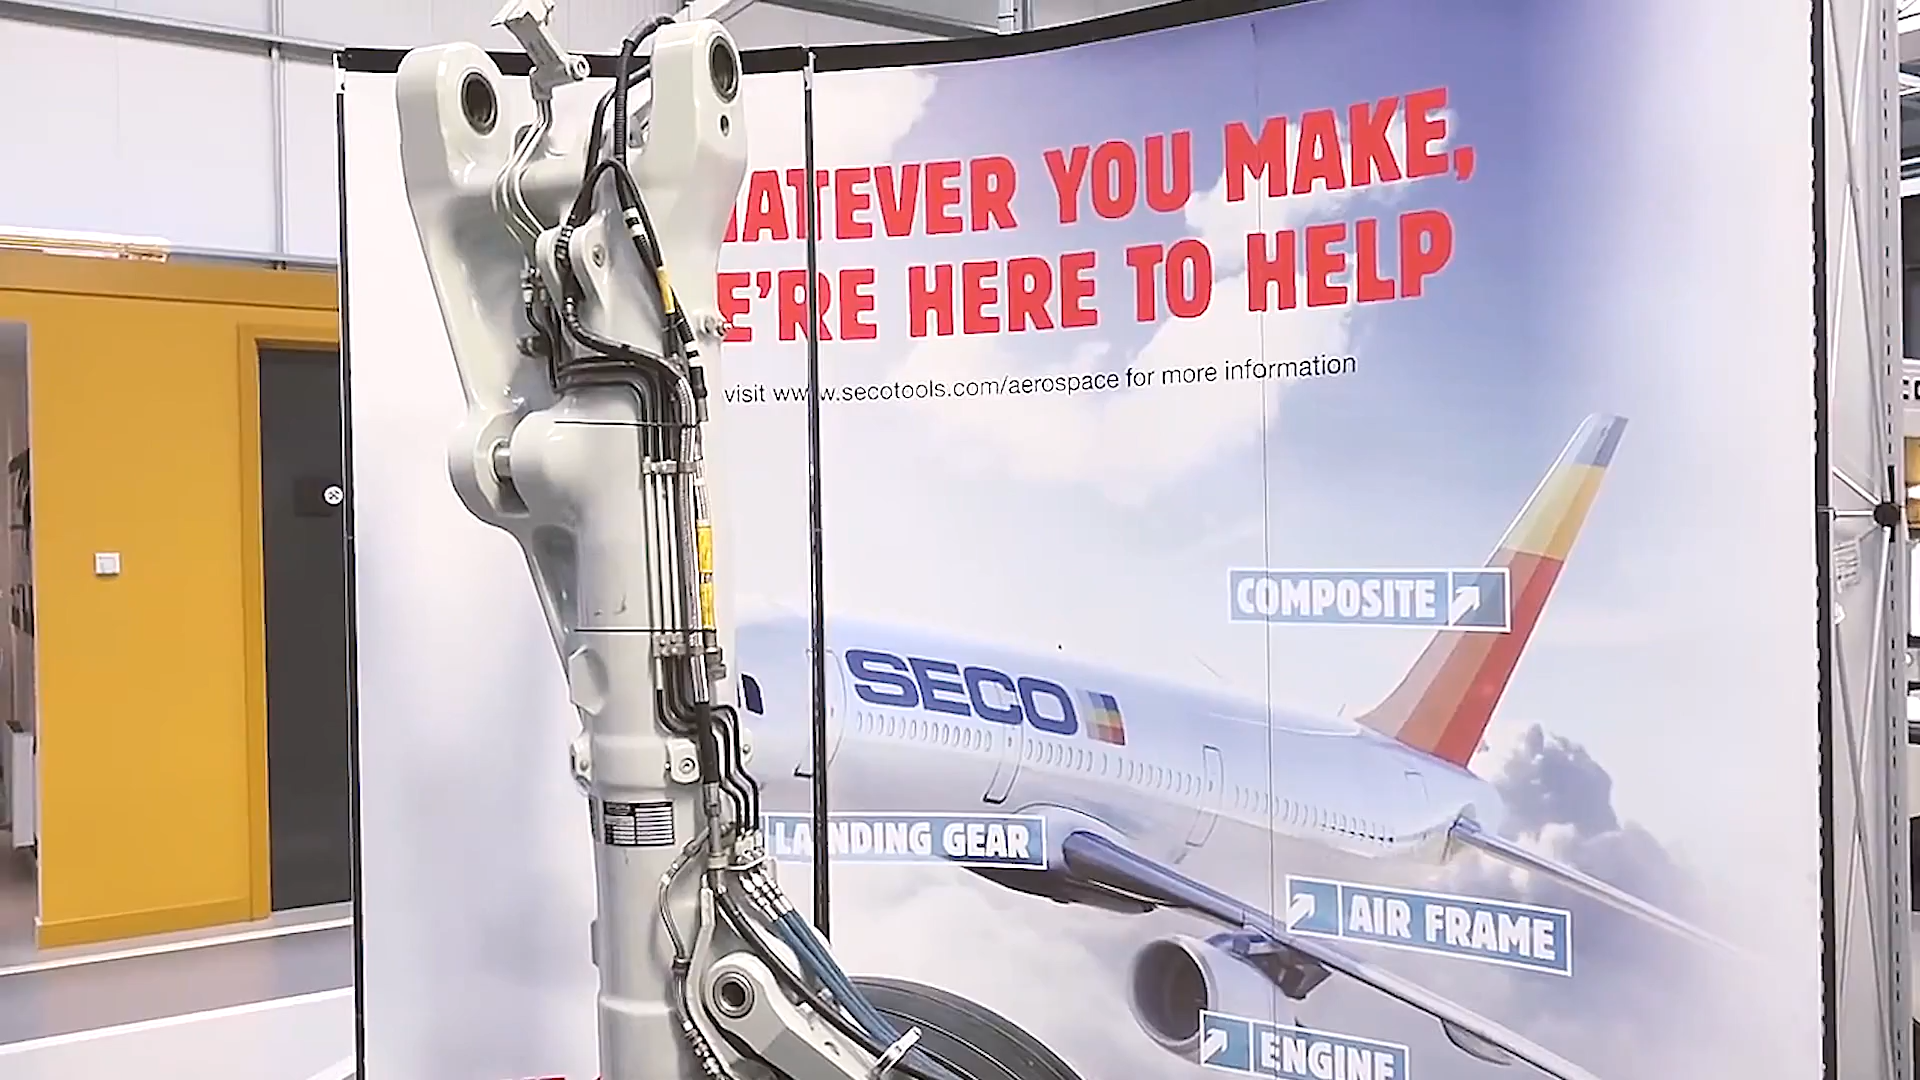 HATEVER YOU MAKE,
E'RE HERE TO HELP
visit www.secotools.com/aerospace for more information
COMPOSITE
SECO
LANDING GEAR
AIR FRAME
ENGINE